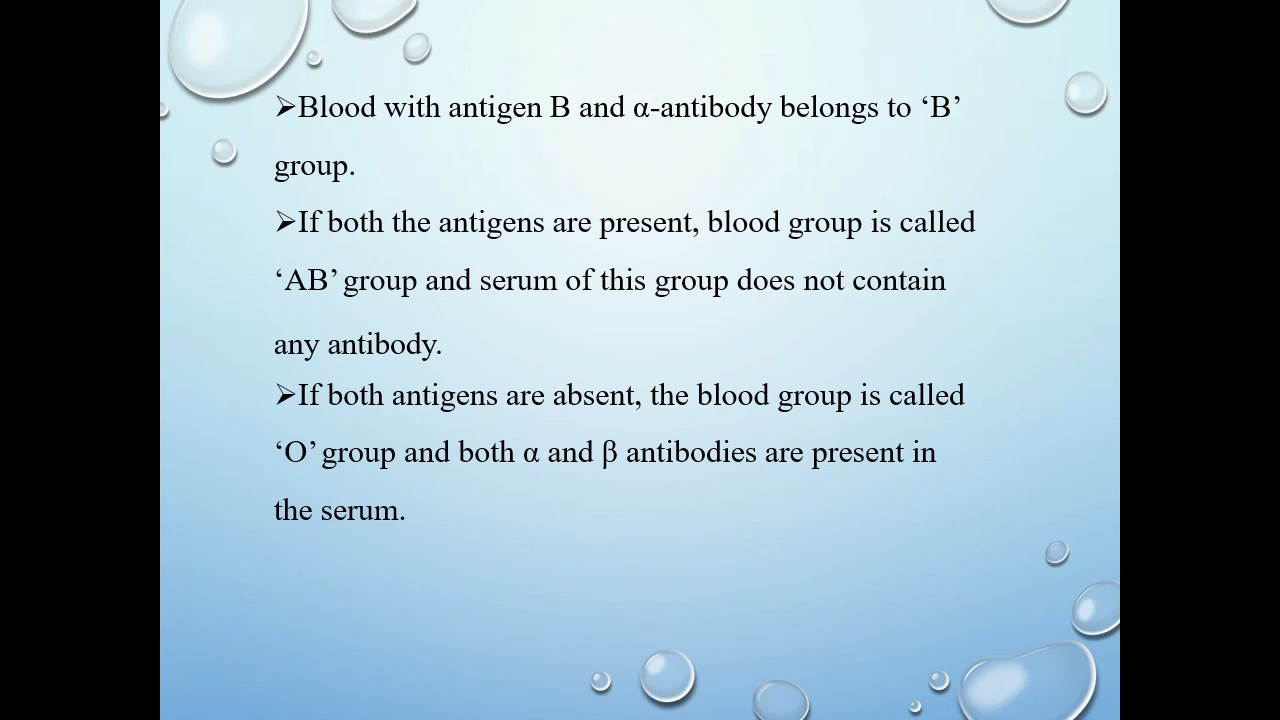 ➢Blood with antigen B and α-antibody belongs to ‘B’
group.
➢If both the antigens are present, blood group is called
‘AB’ group and serum of this group does not contain
any antibody.
➢If both antigens are absent, the blood group is called
‘O’ group and both α and β antibodies are present in
the serum.